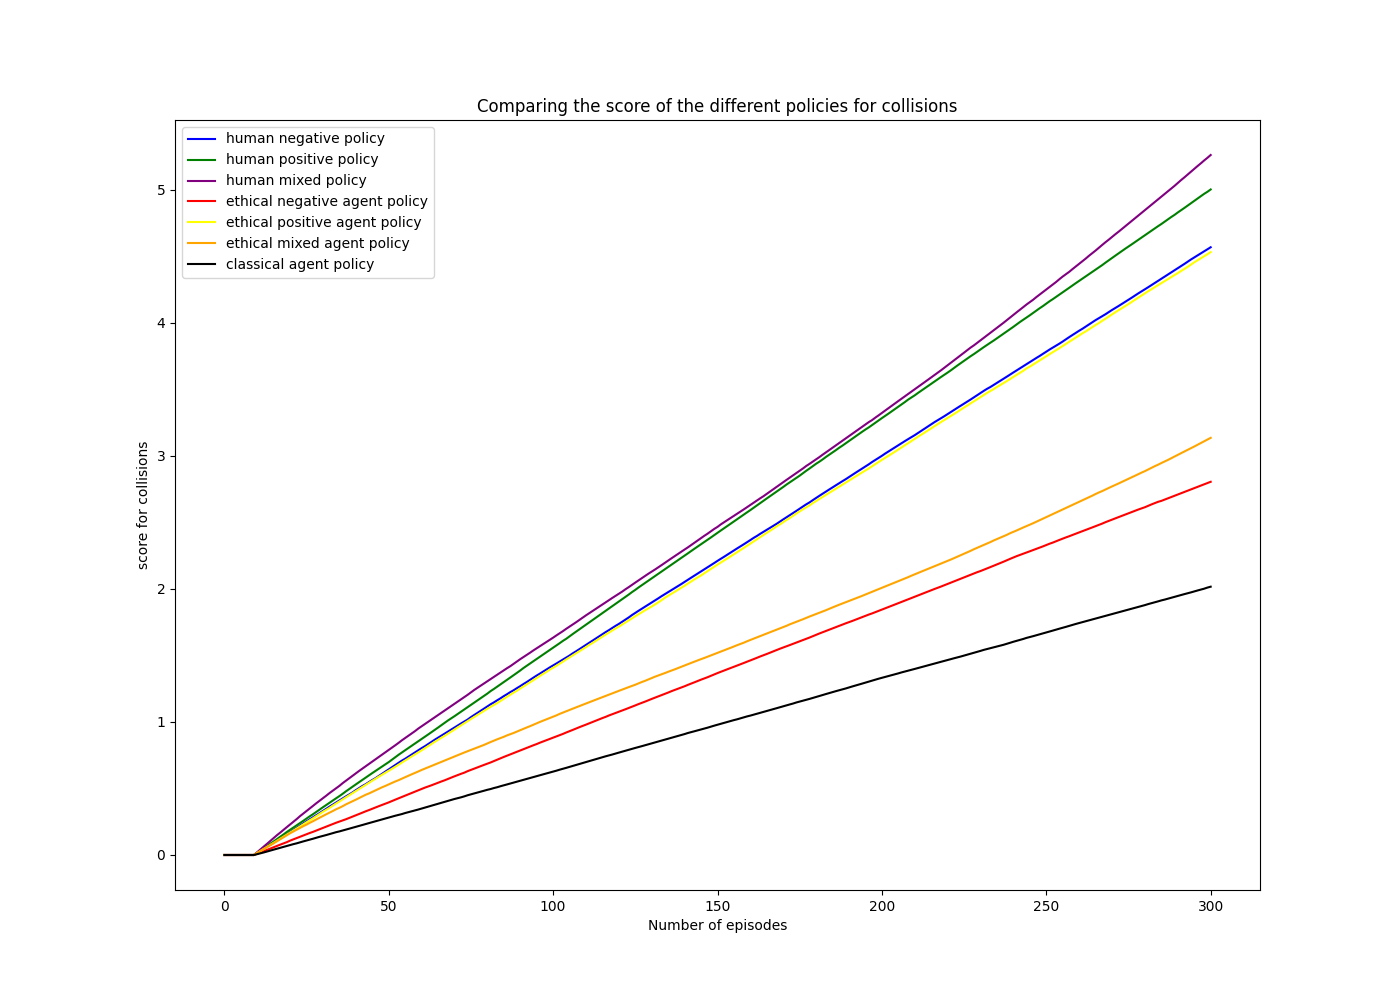 Comparing the score of the different policies for collisions
human negative policy
human positive policy
human mixed policy
ethical negative agent policy
ethical positive agent policy
ethical mixed agent policy
classical agent policy
5
4
3
2
1
0
score for collisions
0 50 100 150 200 250 300
Number of episodes